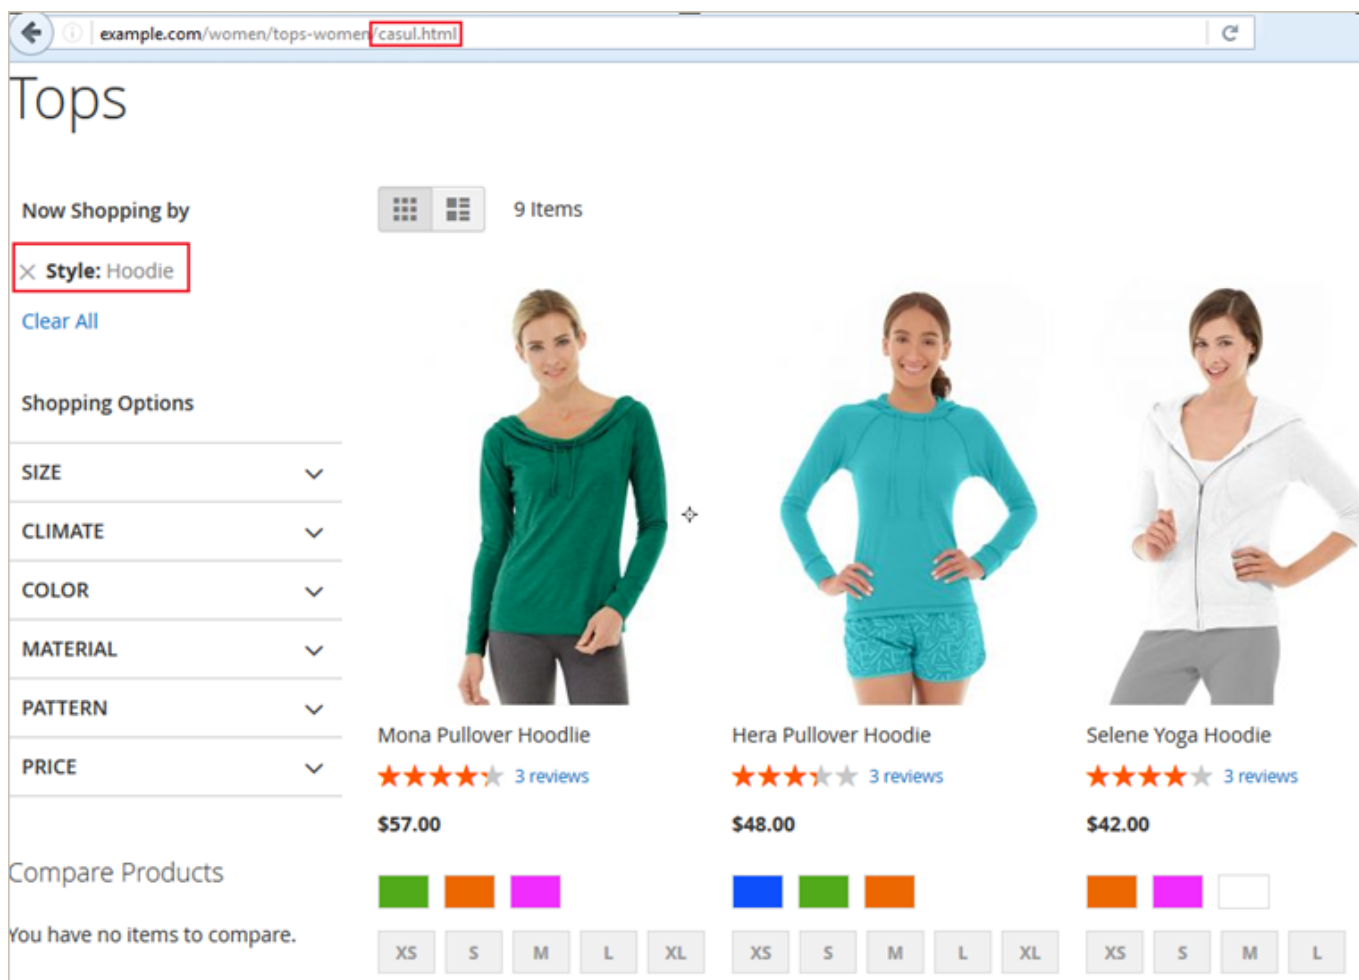 example.com/women/tops-women/casul.html
Tops
Now Shopping by
9 Items
Style: Hoodie
Clear All
Shopping Options
SIZE
CLIMATE
COLOR
MATERIAL
PATTERN
PRICE
Mona Pullover Hoodlie
3 reviews
$57.00
XS S M L XL
Hera Pullover Hoodie
3 reviews
$48.00
XS S M L XL
Selene Yoga Hoodie
3 reviews
$42.00
XS S M L
Compare Products
You have no items to compare.